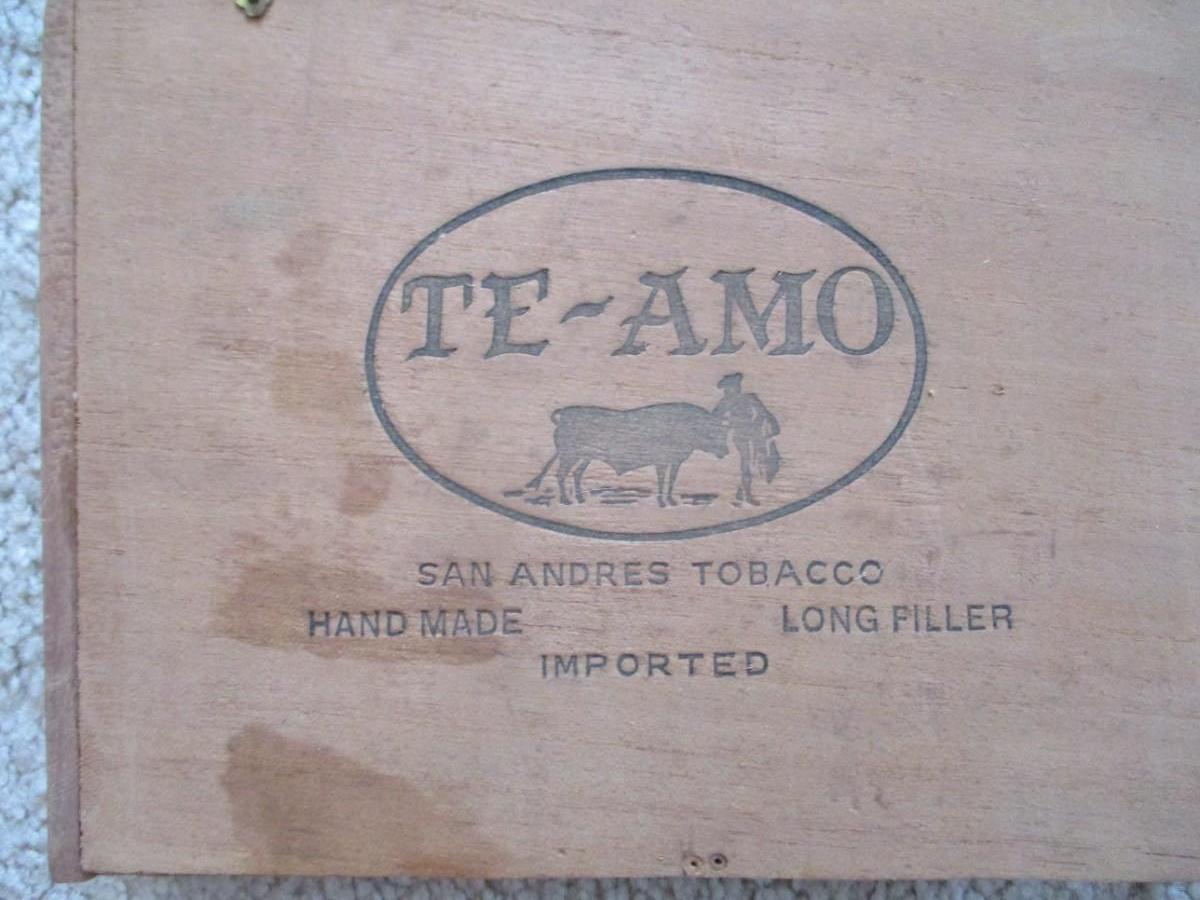 TE-AMO
SAN ANDRES TOBACCO
HAND MADE LONG FILLER
IMPORTED